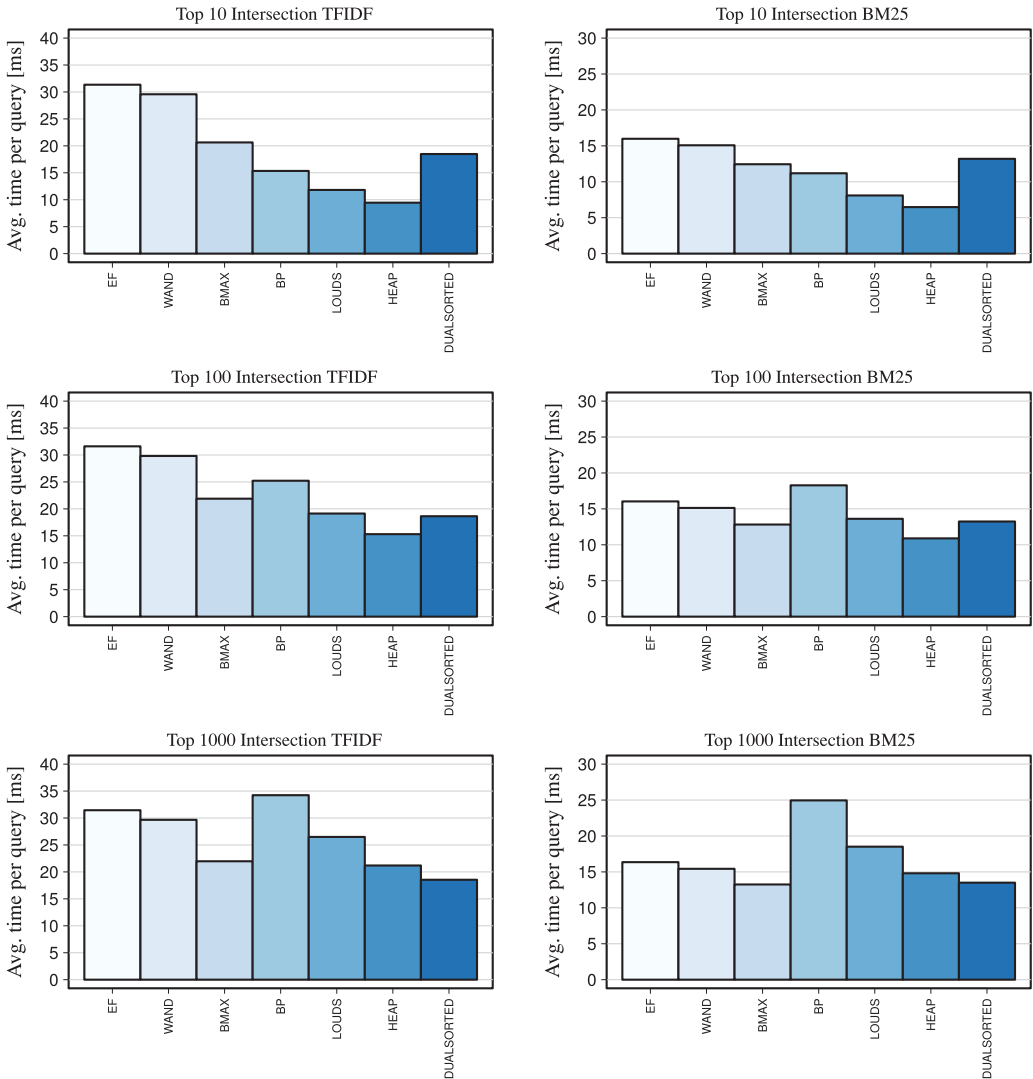 Top 10 Intersection TFIDF
Avg. time per query [ms]
40
35
30
25
20
15
10
5
0
EF
WAND
BMAX
BP
LOUDS
HEAP
DUALSORTED
Top 10 Intersection BM25
Avg. time per query [ms]
30
25
20
15
10
5
0
EF
WAND
BMAX
BP
LOUDS
HEAP
DUALSORTED
Top 100 Intersection TFIDF
Avg. time per query [ms]
40
35
30
25
20
15
10
5
0
EF
WAND
BMAX
BP
LOUDS
HEAP
DUALSORTED
Top 100 Intersection BM25
Avg. time per query [ms]
30
25
20
15
10
5
0
EF
WAND
BMAX
BP
LOUDS
HEAP
DUALSORTED
Top 1000 Intersection TFIDF
Avg. time per query [ms]
40
35
30
25
20
15
10
5
0
EF
WAND
BMAX
BP
LOUDS
HEAP
DUALSORTED
Top 1000 Intersection BM25
Avg. time per query [ms]
30
25
20
15
10
5
0
EF
WAND
BMAX
BP
LOUDS
HEAP
DUALSORTED